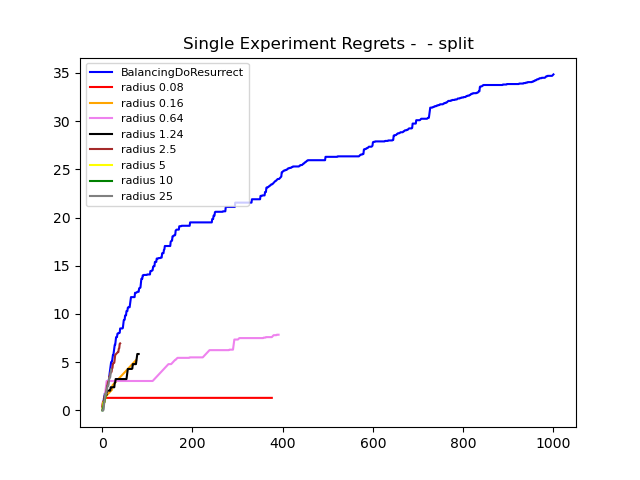 Single Experiment Regrets -  - split
35
30
25
20
15
10
5
0
BalancingDoResurrect
radius 0.08
radius 0.16
radius 0.64
radius 1.24
radius 2.5
radius 5
radius 10
radius 25
0 200 400 600 800 1000